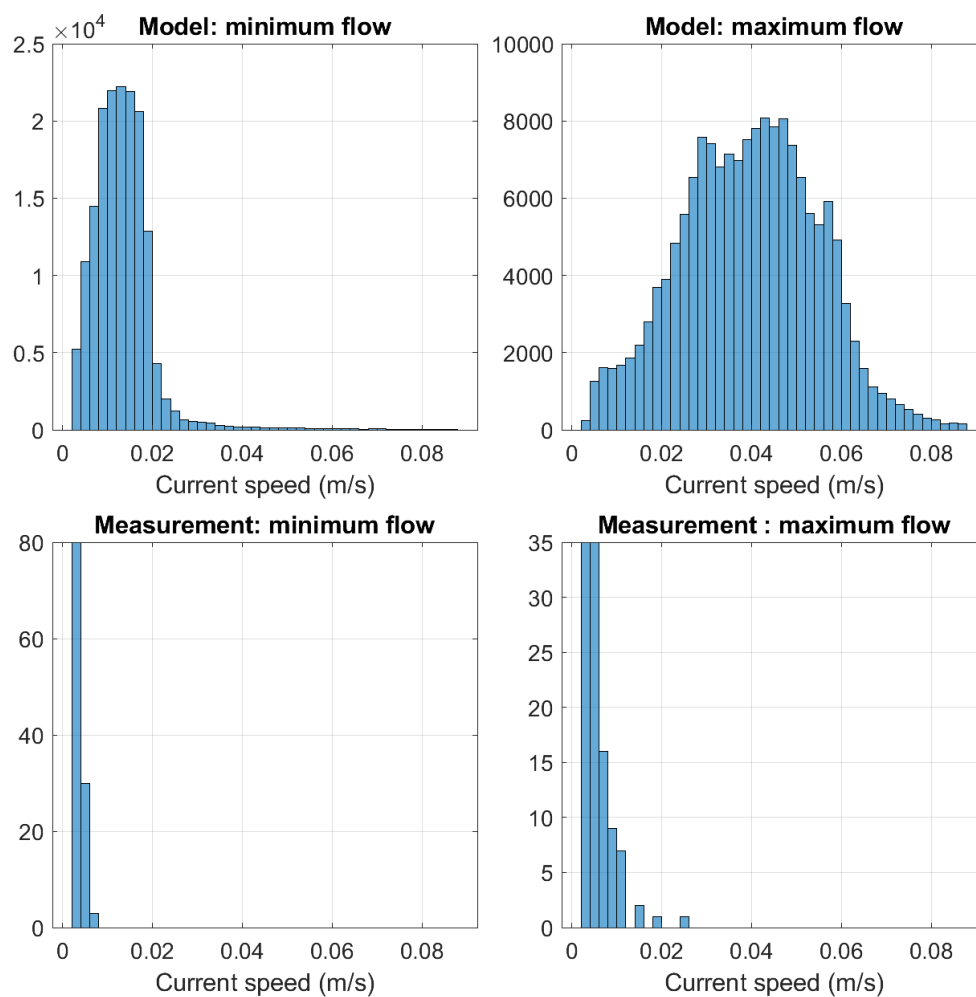 Model: minimum flow
×10⁴
2.5
2
1.5
1
0.5
0
0 0.02 0.04 0.06 0.08
Current speed (m/s)
Model: maximum flow
10000
8000
6000
4000
2000
0
0 0.02 0.04 0.06 0.08
Current speed (m/s)
Measurement: minimum flow
80
60
40
20
0
0 0.02 0.04 0.06 0.08
Current speed (m/s)
Measurement : maximum flow
35
30
25
20
15
10
5
0
0 0.02 0.04 0.06 0.08
Current speed (m/s)